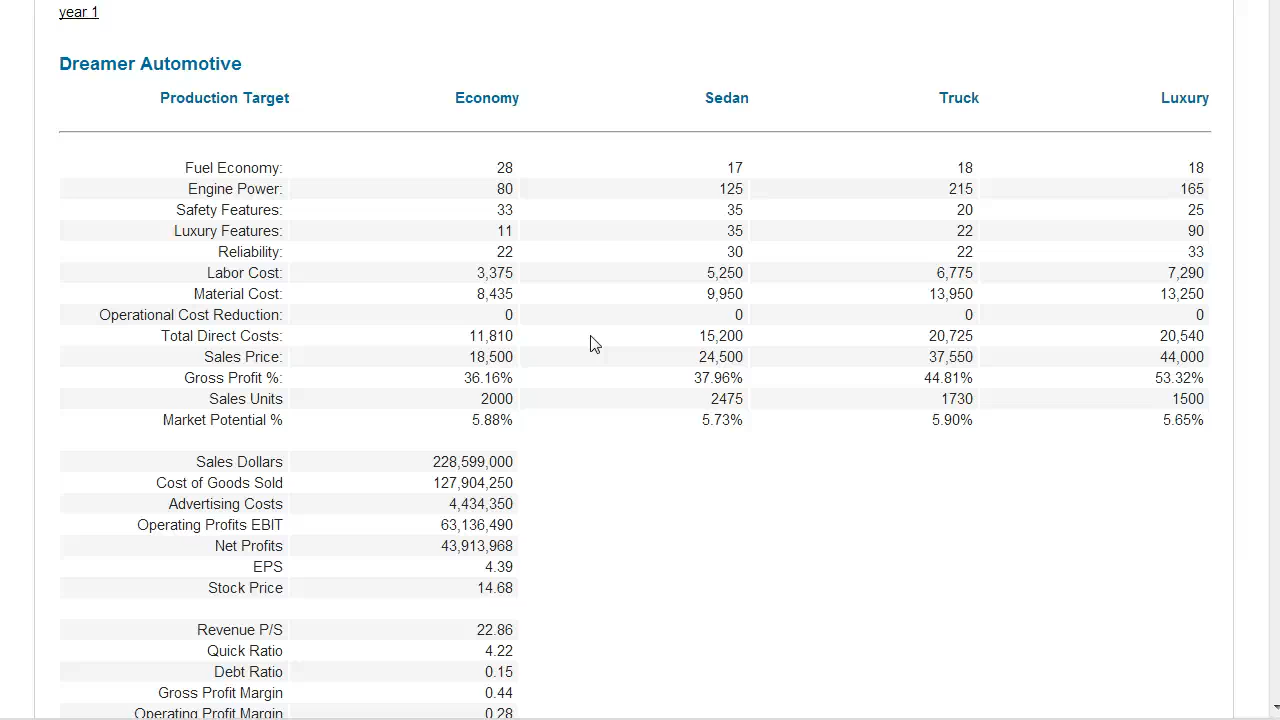 year 1
Dreamer Automotive
Production Target Economy Sedan Truck Luxury
Fuel Economy: 28 17 18 18
Engine Power: 80 125 215 165
Safety Features: 33 35 20 25
Luxury Features: 11 35 22 90
Reliability: 22 30 22 33
Labor Cost: 3,375 5,250 6,775 7,290
Material Cost: 8,435 9,950 13,950 13,250
Operational Cost Reduction: 0 0 0 0
Total Direct Costs: 11,810 15,200 20,725 20,540
Sales Price: 18,500 24,500 37,550 44,000
Gross Profit %: 36.16% 37.96% 44.81% 53.32%
Sales Units 2000 2475 1730 1500
Market Potential % 5.88% 5.73% 5.90% 5.65%
Sales Dollars 228,599,000
Cost of Goods Sold 127,904,250
Advertising Costs 4,434,350
Operating Profits EBIT 63,136,490
Net Profits 43,913,968
EPS 4.39
Stock Price 14.68
Revenue P/S 22.86
Quick Ratio 4.22
Debt Ratio 0.15
Gross Profit Margin 0.44
Operating Profit Margin 0.28